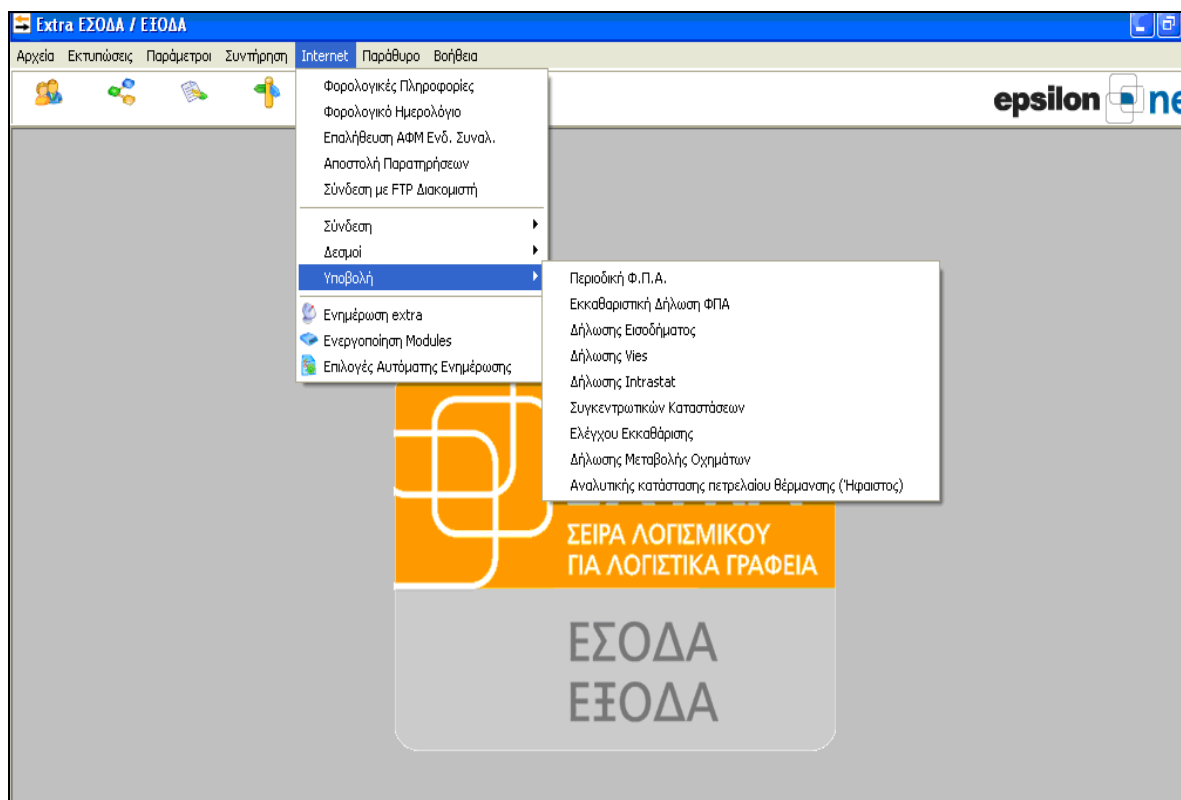 Extra ΕΣΟΔΑ / ΕΞΟΔΑ
Αρχεία Εκτυπώσεις Παράμετροι Συντήρηση Internet Παράθυρο Βοήθεια
epsilon
Φορολογικές Πληροφορίες
Φορολογικό Ημερολόγιο
Επαλήθευση ΑΦΜ Ενδ. Συναλ.
Αποστολή Παρατηρήσεων
Σύνδεση με FTP Διακομιστή
Σύνδεση
Δεσμοί
Υποβολή
Ενημέρωση extra
Ενεργοποίηση Modules
Επιλογές Αυτόματης Ενημέρωσης
Περιοδική Φ.Π.Α.
Εκκαθαριστική Δήλωση ΦΠΑ
Δήλωσης Εισοδήματος
Δήλωσης Vies
Δήλωσης Intrastat
Συγκεντρωτικών Καταστάσεων
Ελέγχου Εκκαθάρισης
Δήλωσης Μεταβολής Οχημάτων
Αναλυτικής κατάστασης πετρελαίου θέρμανσης (Ήφαιστος)
ΣΕΙΡΑ ΛΟΓΙΣΜΙΚΟΥ
ΓΙΑ ΛΟΓΙΣΤΙΚΑ ΓΡΑΦΕΙΑ
ΕΣΟΔΑ
ΕΞΟΔΑ